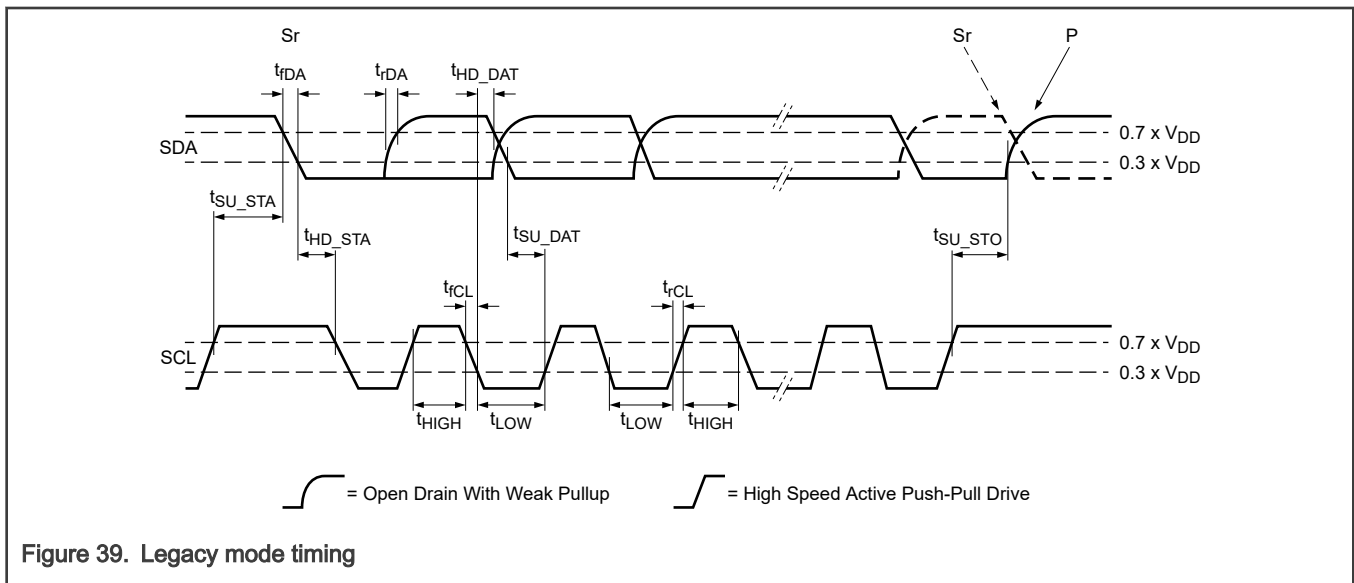 Sr Sr P
tfDA trDA tHD_DAT
0.7 x VDD
SDA
0.3 x VDD
tSU_STA
tHD_STA tSU_DAT tSU_STO
tfCL trCL
0.7 x VDD
SCL
0.3 x VDD
tHIGH tLOW tLOW tHIGH
= Open Drain With Weak Pullup = High Speed Active Push-Pull Drive
Figure 39. Legacy mode timing